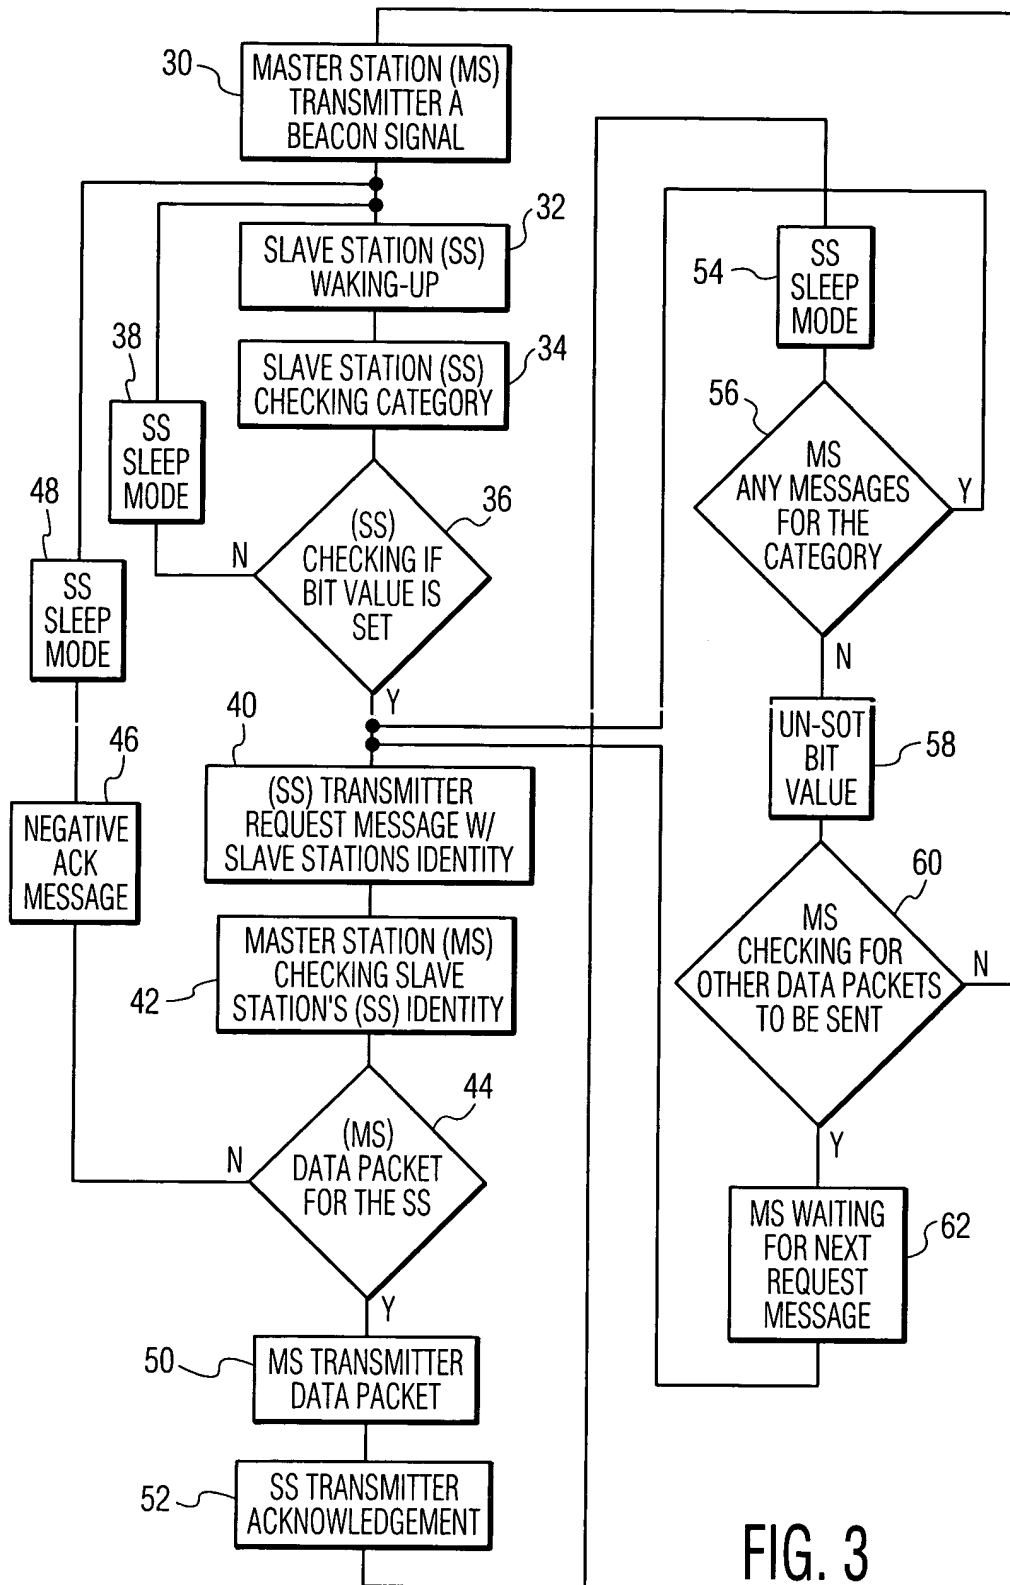 30
MASTER STATION (MS)
TRANSMITTER A
BEACON SIGNAL
32
SLAVE STATION (SS)
WAKING-UP
34
SLAVE STATION (SS)
CHECKING CATEGORY
38
SS
SLEEP
MODE
36
(SS)
CHECKING IF
BIT VALUE IS
SET
N
Y
48
SS
SLEEP
MODE
46
NEGATIVE
ACK
MESSAGE
40
(SS) TRANSMITTER
REQUEST MESSAGE W/
SLAVE STATIONS IDENTITY
42
MASTER STATION (MS)
CHECKING SLAVE
STATION'S (SS) IDENTITY
44
(MS)
DATA PACKET
FOR THE SS
N
Y
50
MS TRANSMITTER
DATA PACKET
52
SS TRANSMITTER
ACKNOWLEDGEMENT
54
SS
SLEEP
MODE
56
MS
ANY MESSAGES
FOR THE
CATEGORY
Y
N
UN-SOT
BIT
VALUE
58
60
MS
CHECKING FOR
OTHER DATA PACKETS
TO BE SENT
N
Y
MS WAITING
FOR NEXT
REQUEST
MESSAGE
62
FIG. 3